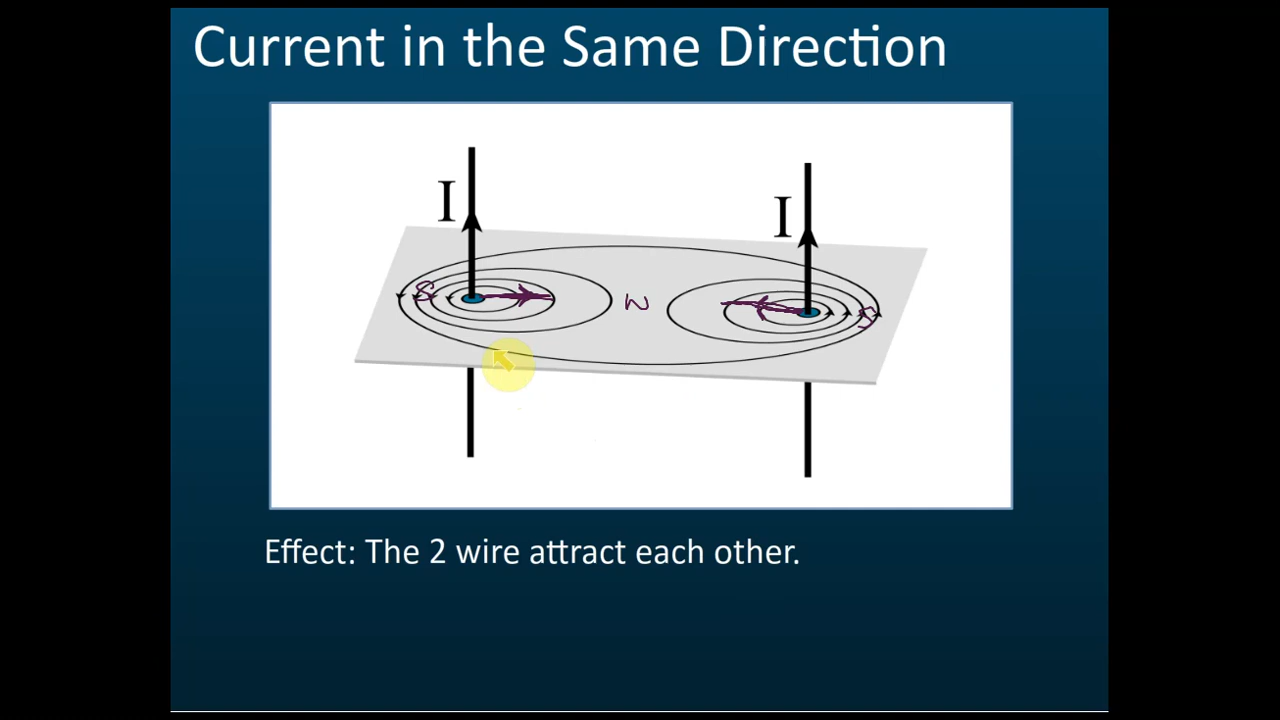 Current in the Same Direction
I
I
S
N
S
Effect: The 2 wire attract each other.